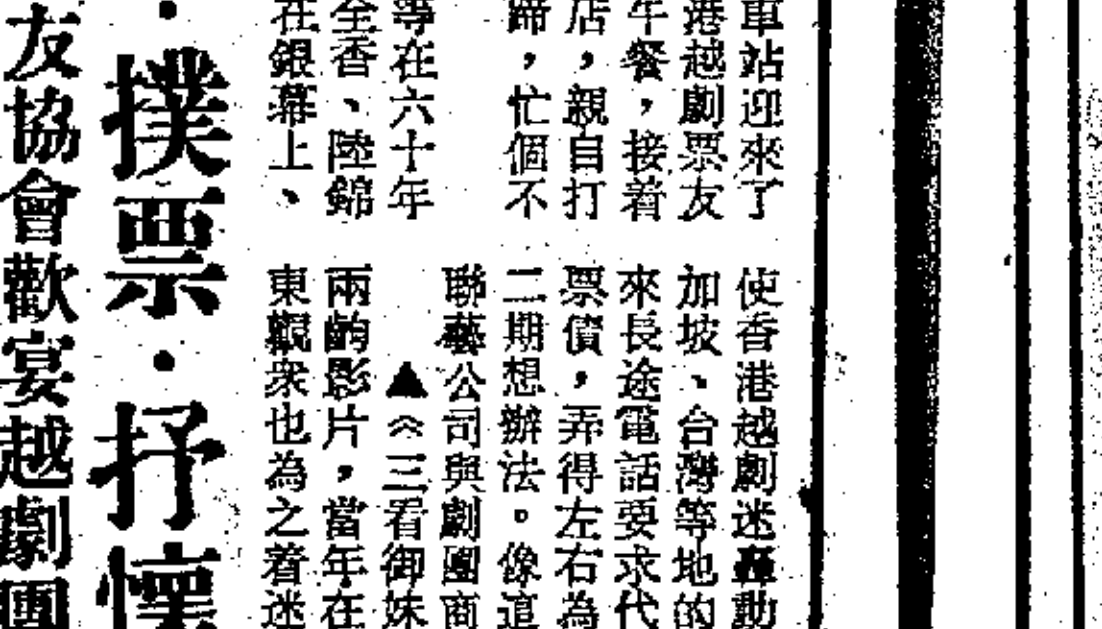 車站迎來了
港越劇票友
午餐，接着
店，親自打
蹄，忙個不
等在六十年
全香、陸錦
在銀幕上、
使香港越劇迷轟動
加坡、台灣等地的
來長途電話要求代
票債，弄得左右為
二期想辦法。像這
聯藝公司與劇團商
▲《三看御妹
兩齣影片，當年在
東觀眾也為之着迷
·撲票·抒懷
友協會歡宴越劇團